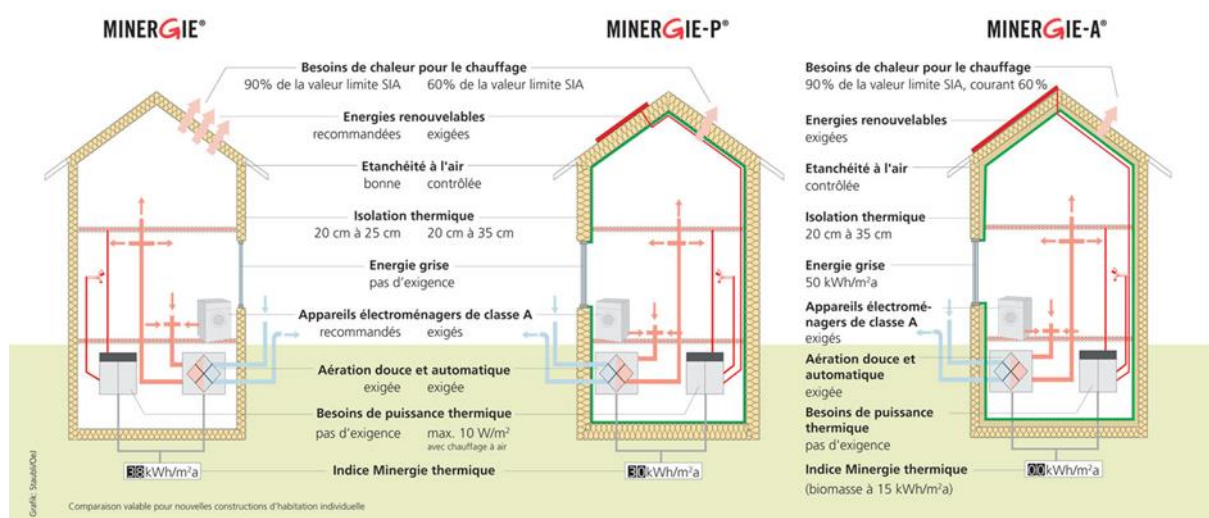 MINERGIE®
MINERGIE-P®
MINERGIE-A®
Besoins de chaleur pour le chauffage
90% de la valeur limite SIA 60% de la valeur limite SIA
Energies renouvelables
recommandées exigées
Etanchéité à l'air
bonne contrôlée
Isolation thermique
20 cm à 25 cm 20 cm à 35 cm
Energie grise
pas d'exigence
Appareils électroménagers de classe A
recommandés exigés
Aération douce et automatique
exigée exigée
Besoins de puissance thermique
pas d'exigence max. 10 W/m²
avec chauffage à air
38kWh/m²a
Indice Minergie thermique
30kWh/m²a
Besoins de chaleur pour le chauffage
90% de la valeur limite SIA, courant 60%
Energies renouvelables
exigées
Etanchéité à l'air
contrôlée
Isolation thermique
20 cm à 35 cm
Energie grise
50 kWh/m²a
Appareils électromé-
nagers de classe A
exigés
Aération douce et
automatique
exigée
Besoins de puissance
thermique
pas d'exigence
Indice Minergie thermique
(biomasse à 15 kWh/m²a)
00kWh/m²a
Comparaison valable pour nouvelles constructions d'habitation individuelle
Grafik: Staubli/Oel